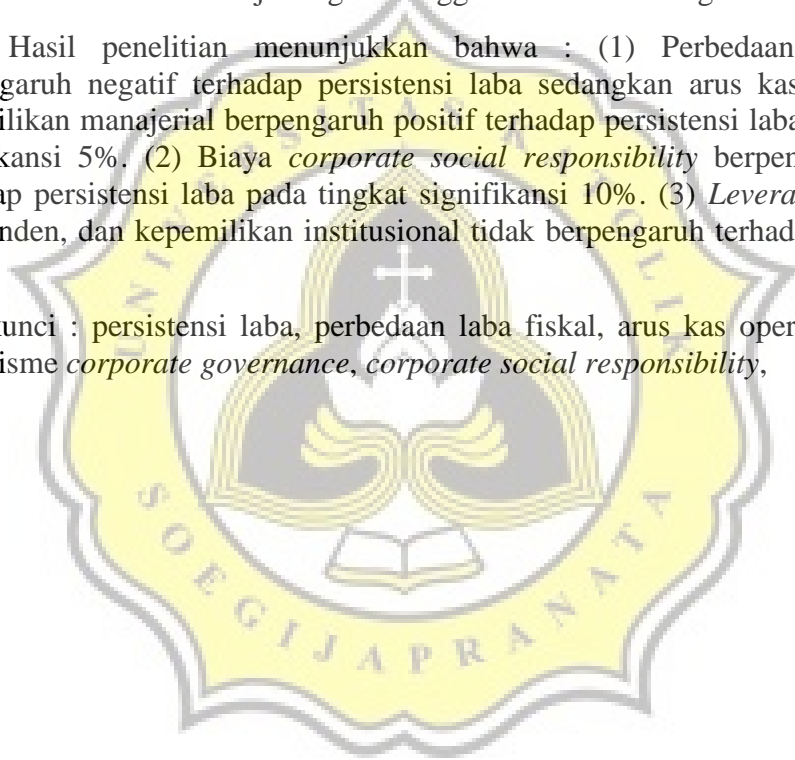 Hasil penelitian menunjukkan bahwa : (1) Perbedaan
garuh negatif terhadap persistensi laba sedangkan arus kas
ilikan manajerial berpengaruh positif terhadap persistensi laba
kansi 5%. (2) Biaya corporate social responsibility berpen
ap persistensi laba pada tingkat signifikansi 10%. (3) Levera
nden, dan kepemilikan institusional tidak berpengaruh terhad
unci : persistensi laba, perbedaan laba fiskal, arus kas oper
isme corporate governance, corporate social responsibility,
UNIVERSITAS KATOLIK
SOEGIJAPRANATA